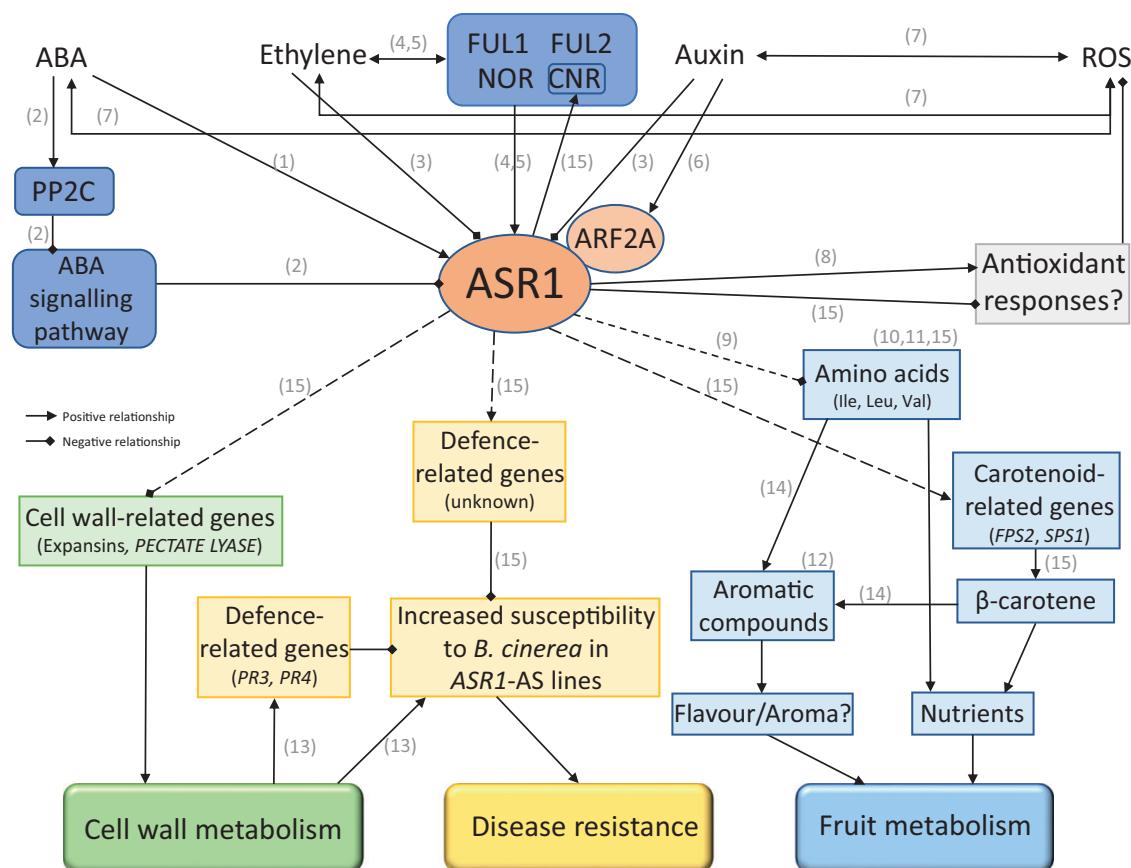 ABA
Ethylene
(4,5)
FUL1 FUL2
NOR CNR
Auxin
(7)
ROS
(2)
(7)
(7)
(1)
(3)
(4,5)
(15)
(3)
(6)
PP2C
(2)
ARF2A
ABA
signalling
pathway
(2)
ASR1
(8)
(15)
Antioxidant
responses?
(15)
(15)
(9)
(15)
(10,11,15)
Amino acids
(Ile, Leu, Val)
Positive relationship
Negative relationship
Defence-
related genes
(unknown)
Carotenoid-
related genes
(FPS2, SPS1)
(14)
Cell wall-related genes
(Expansins, PECTATE LYASE)
(15)
(12)
(15)
Aromatic
compounds
(14)
β-carotene
Defence-
related genes
(PR3, PR4)
Increased susceptibility
to B. cinerea in
ASR1-AS lines
Flavour/Aroma?
Nutrients
(13)
(13)
Cell wall metabolism
Disease resistance
Fruit metabolism